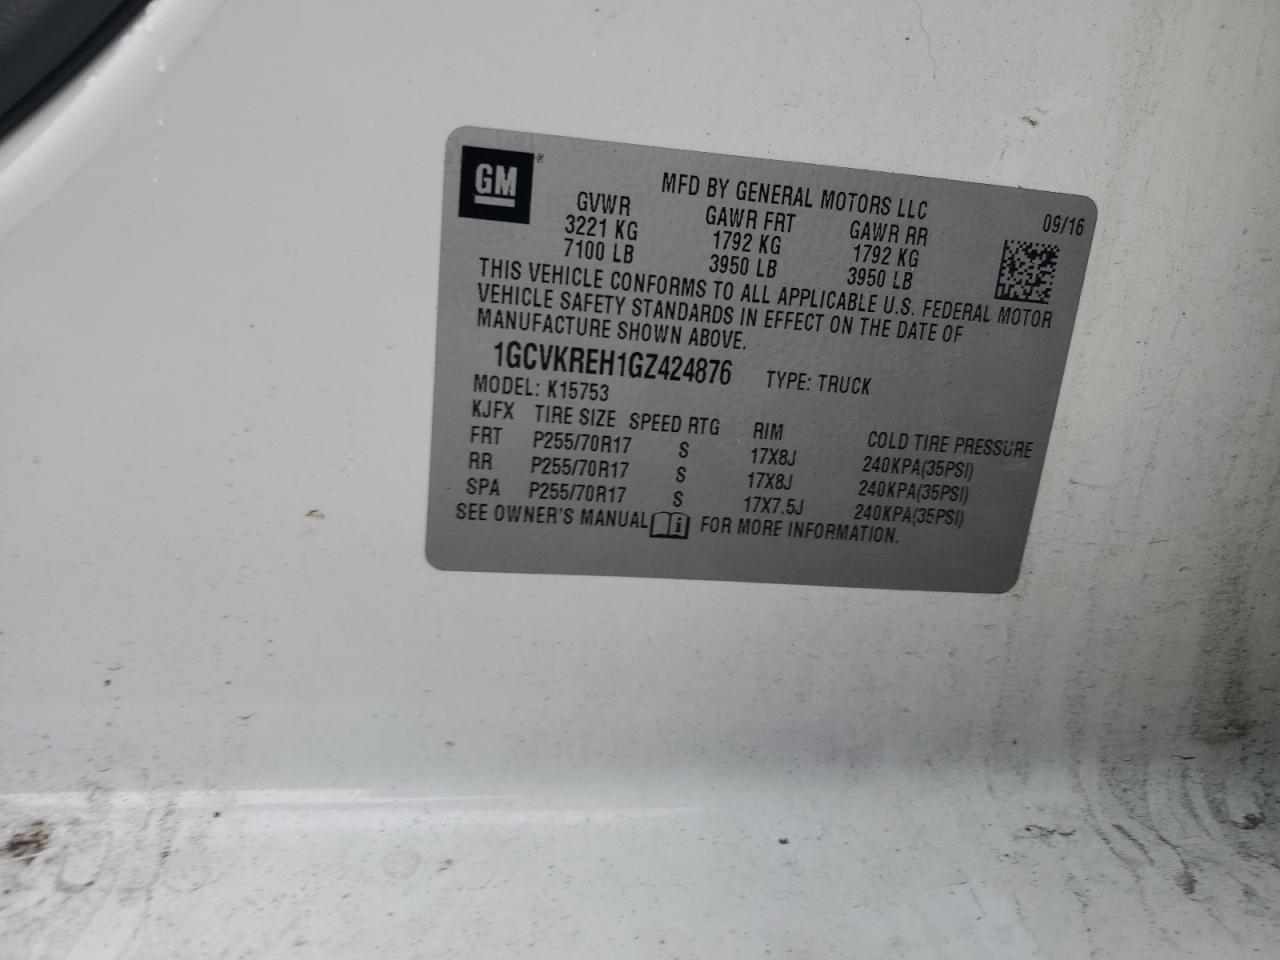 GM ®
MFD BY GENERAL MOTORS LLC
09/16
GVWR GAWR FRT GAWR RR
3221 KG 1792 KG 1792 KG
7100 LB 3950 LB 3950 LB
THIS VEHICLE CONFORMS TO ALL APPLICABLE U.S. FEDERAL MOTOR
VEHICLE SAFETY STANDARDS IN EFFECT ON THE DATE OF
MANUFACTURE SHOWN ABOVE.
1GCVKREH1GZ424876 TYPE: TRUCK
MODEL: K15753
KJFX TIRE SIZE SPEED RTG RIM COLD TIRE PRESSURE
FRT P255/70R17 S 17X8J 240KPA(35PSI)
RR P255/70R17 S 17X8J 240KPA(35PSI)
SPA P255/70R17 S 17X7.5J 240KPA(35PSI)
SEE OWNER'S MANUAL i FOR MORE INFORMATION.